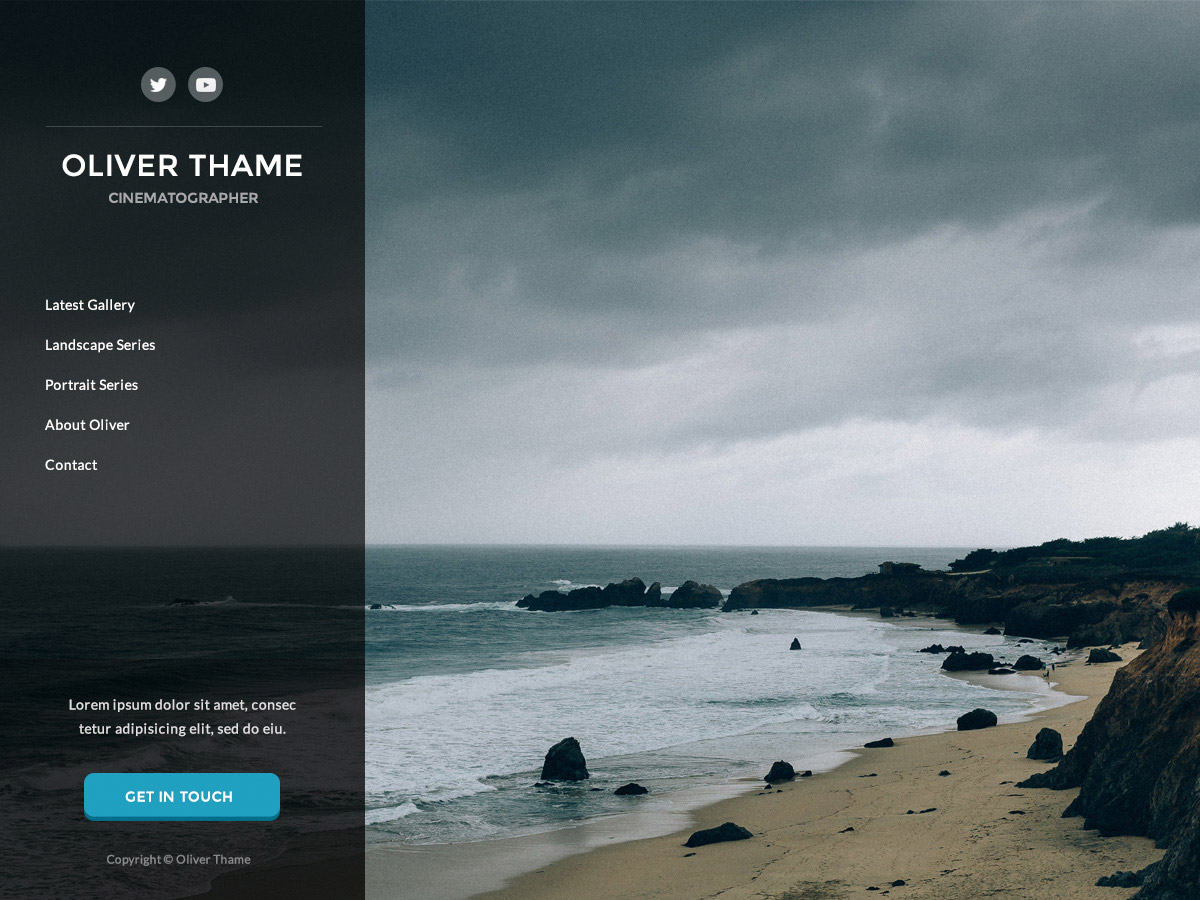 OLIVER THAME
CINEMATOGRAPHER
Latest Gallery
Landscape Series
Portrait Series
About Oliver
Contact
Lorem ipsum dolor sit amet, consec
tetur adipisicing elit, sed do eiu.
GET IN TOUCH
Copyright © Oliver Thame